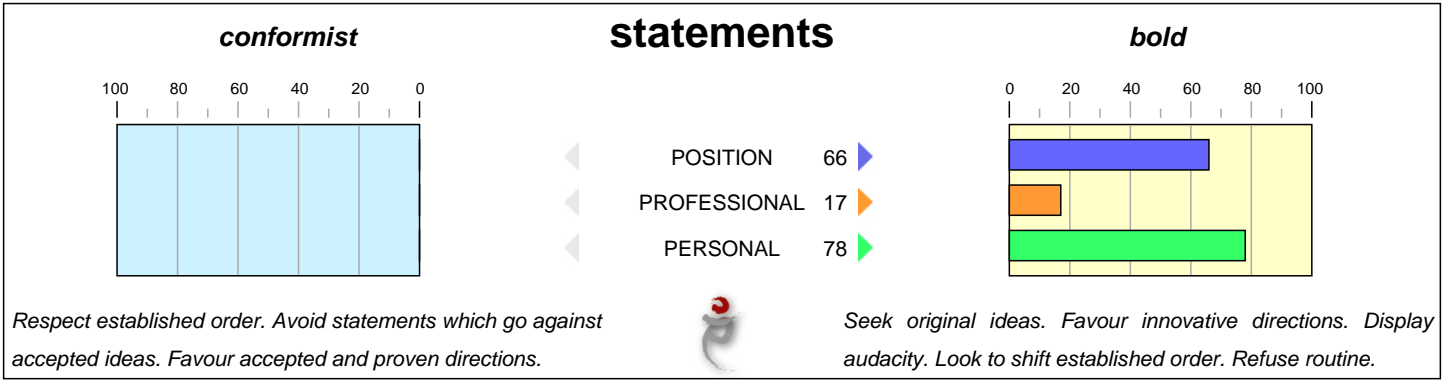 statements
conformist
bold
100 80 60 40 20 0
0 20 40 60 80 100
POSITION 66
PROFESSIONAL 17
PERSONAL 78
Respect established order. Avoid statements which go against
accepted ideas. Favour accepted and proven directions.
Seek original ideas. Favour innovative directions. Display
audacity. Look to shift established order. Refuse routine.